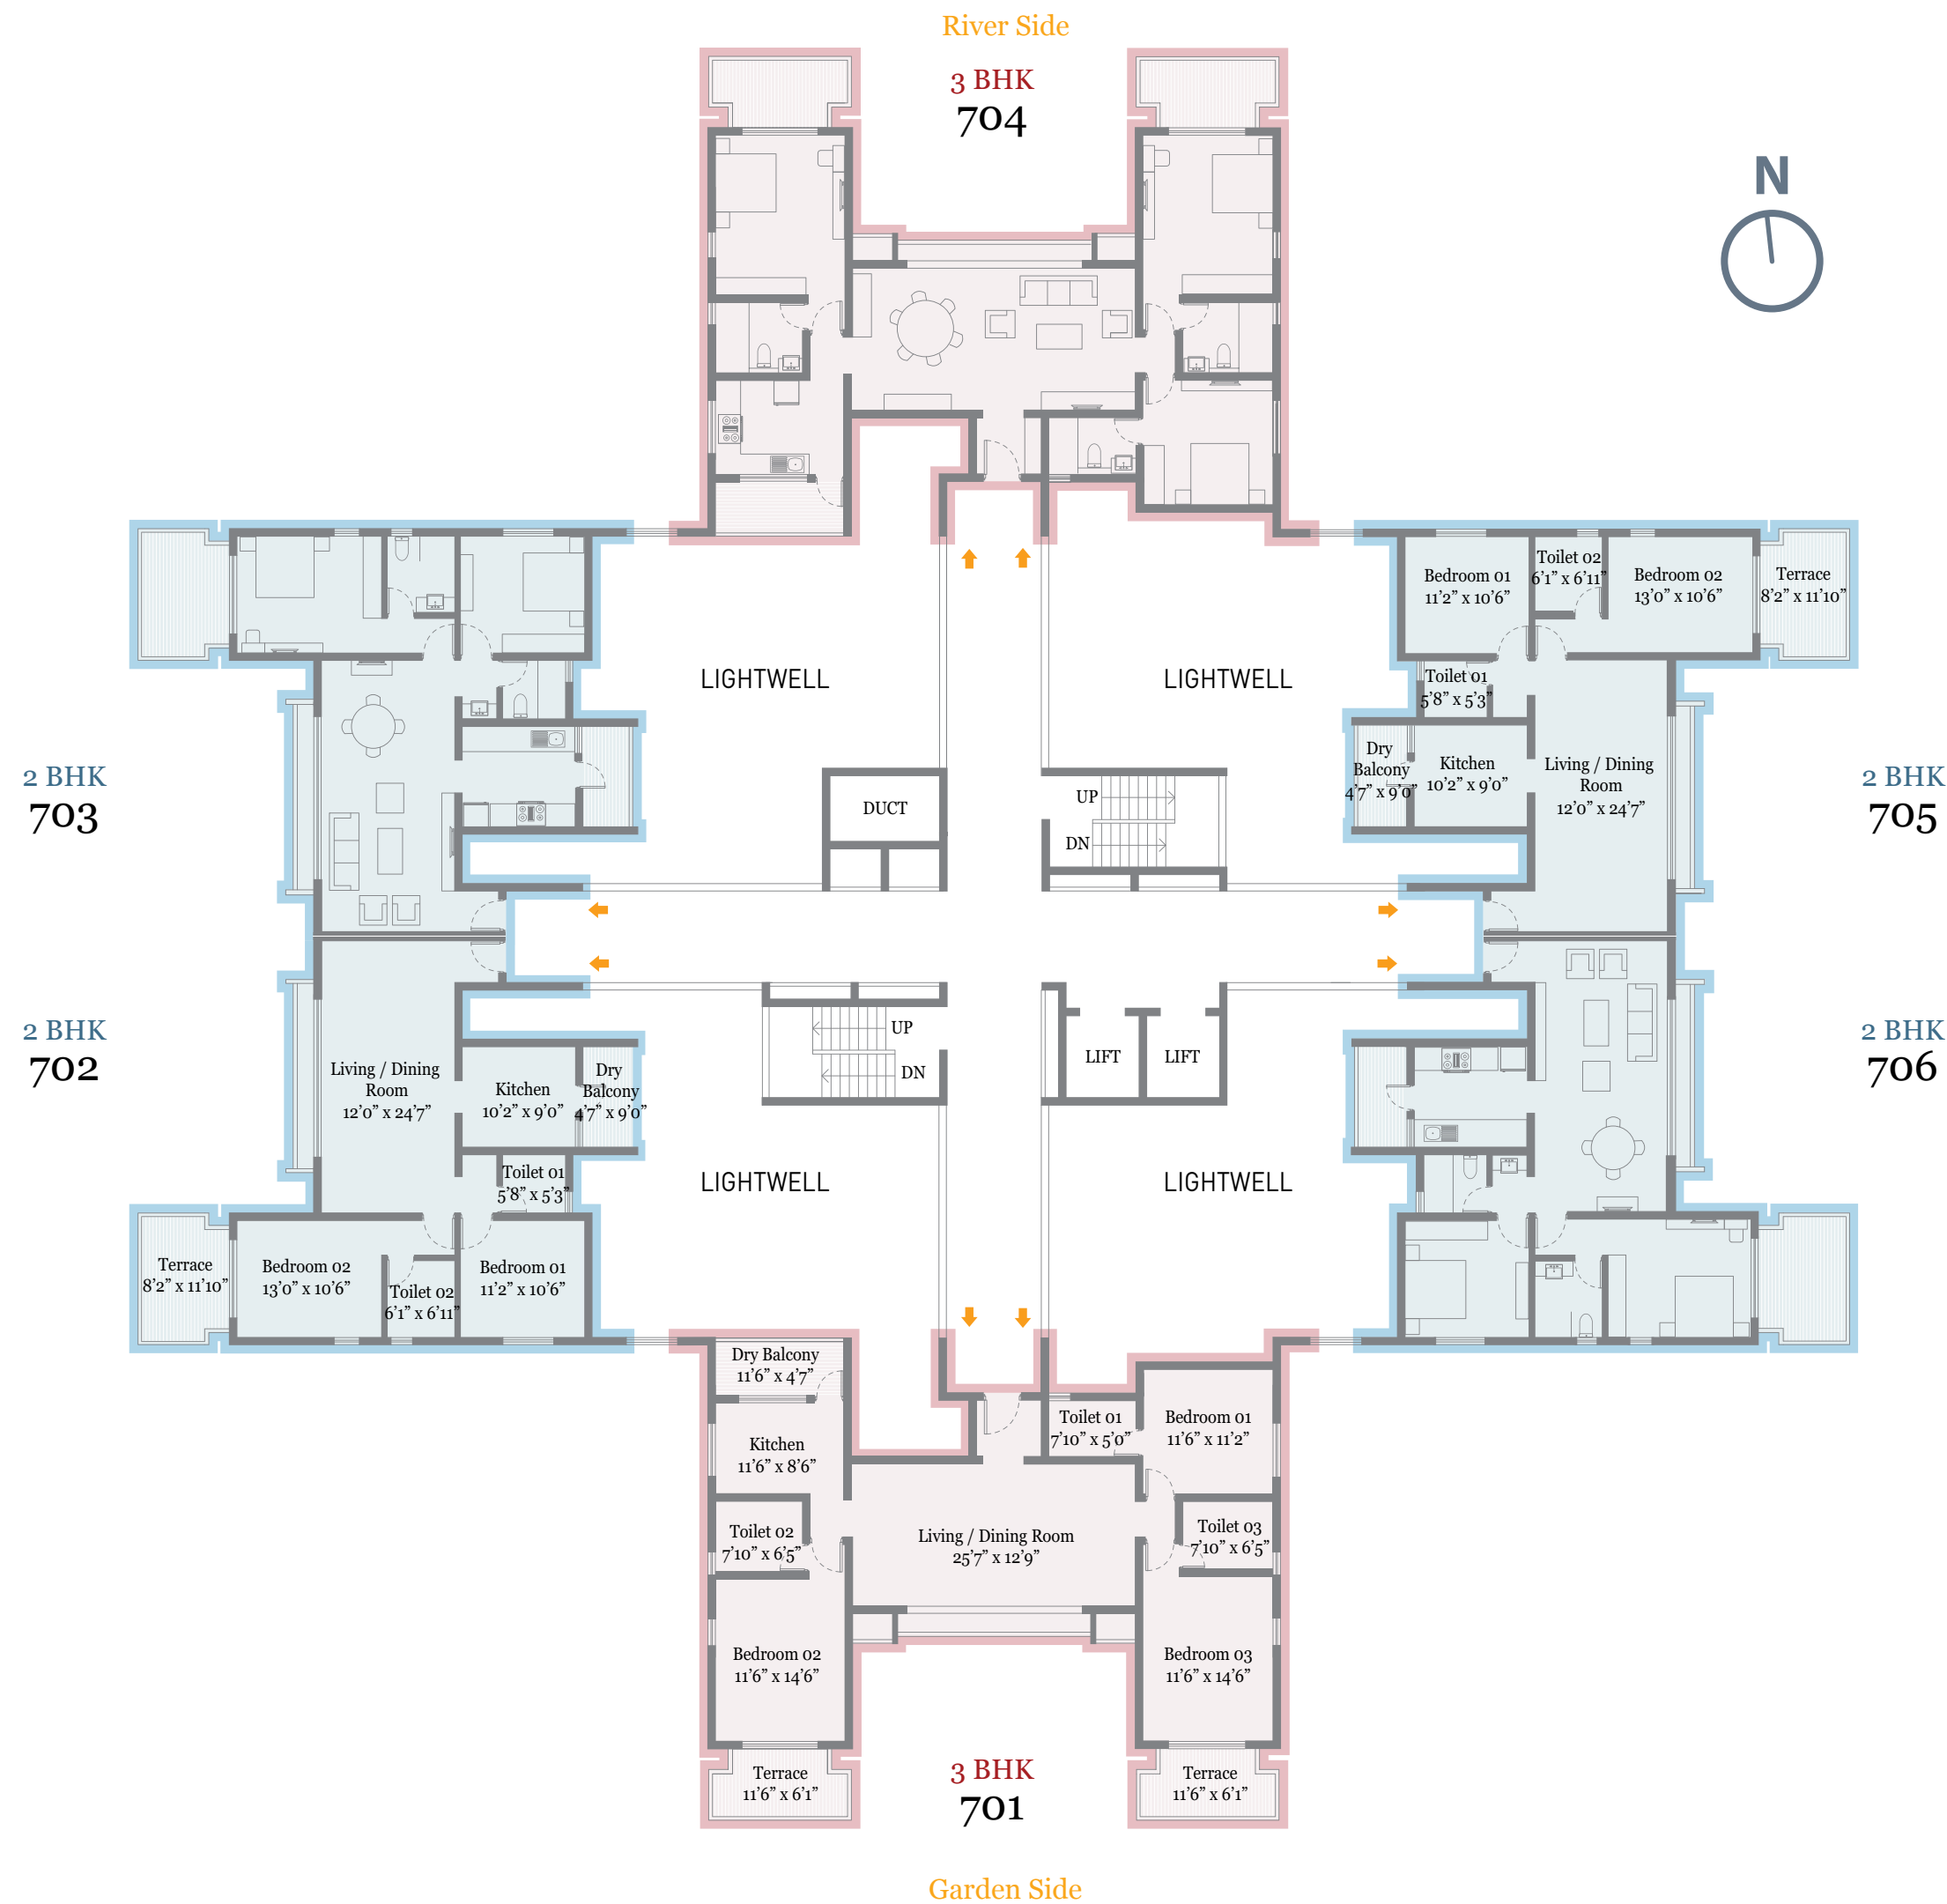 River Side
3 BHK
704
N
Bedroom 01
11’2” x 10’6”
Toilet 02
6’1” x 6’11”
Bedroom 02
13’0” x 10’6”
Terrace
8’2” x 11’10”
LIGHTWELL
LIGHTWELL
Toilet 01
5’8” x 5’3”
2 BHK
703
DUCT
UP
DN
Dry
Balcony
4’7” x 9’0”
Kitchen
10’2” x 9’0”
Living / Dining
Room
12’0” x 24’7”
2 BHK
705
2 BHK
702
Living / Dining
Room
12’0” x 24’7”
Kitchen
10’2” x 9’0”
Dry
Balcony
4’7” x 9’0”
UP
DN
LIFT
LIFT
2 BHK
706
Toilet 01
5’8” x 5’3”
LIGHTWELL
LIGHTWELL
Terrace
8’2” x 11’10”
Bedroom 02
13’0” x 10’6”
Toilet 02
6’1” x 6’11”
Bedroom 01
11’2” x 10’6”
Dry Balcony
11’6” x 4’7”
Kitchen
11’6” x 8’6”
Toilet 01
7’10” x 5’0”
Bedroom 01
11’6” x 11’2”
Toilet 02
7’10” x 6’5”
Living / Dining Room
25’7” x 12’9”
Toilet 03
7’10” x 6’5”
Bedroom 02
11’6” x 14’6”
Bedroom 03
11’6” x 14’6”
Terrace
11’6” x 6’1”
3 BHK
701
Terrace
11’6” x 6’1”
Garden Side